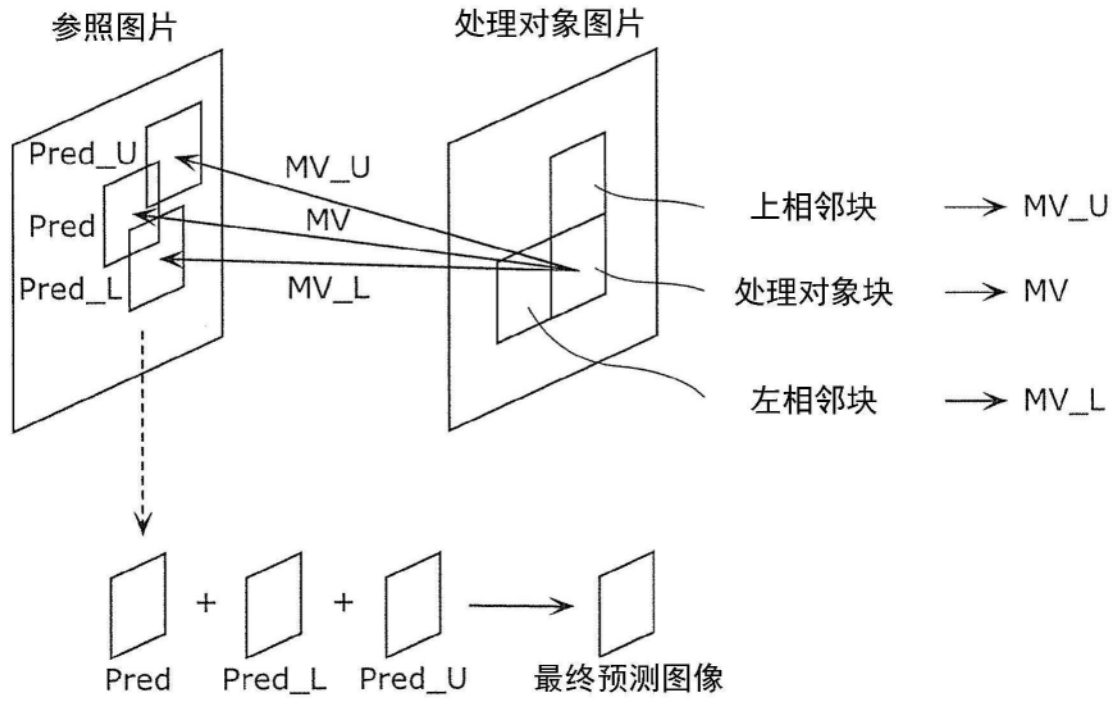 参照图片
处理对象图片
Pred_U
MV_U
上相邻块
MV_U
Pred
MV
Pred_L
MV_L
处理对象块
MV
左相邻块
MV_L
+ +
Pred Pred_L Pred_U 最终预测图像